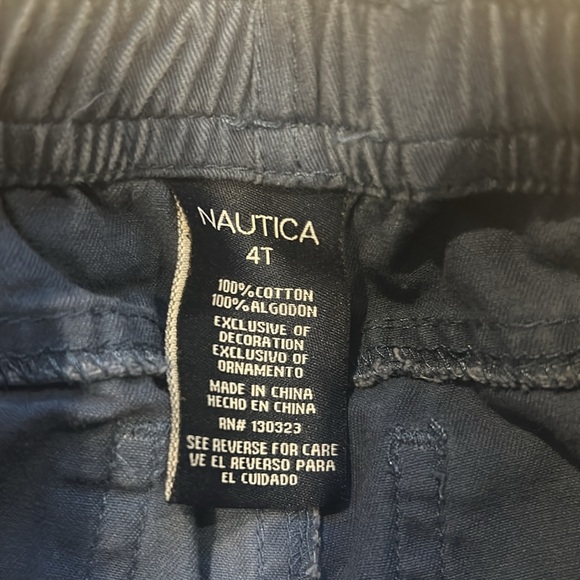 NAUTICA
4T
100%COTTON
100%ALGODON
EXCLUSIVE OF
DECORATION
EXCLUSIVO OF
ORNAMENTO
MADE IN CHINA
HECHO EN CHINA
RN# 130323
SEE REVERSE FOR CARE
VE EL REVERSO PARA
EL CUIDADO